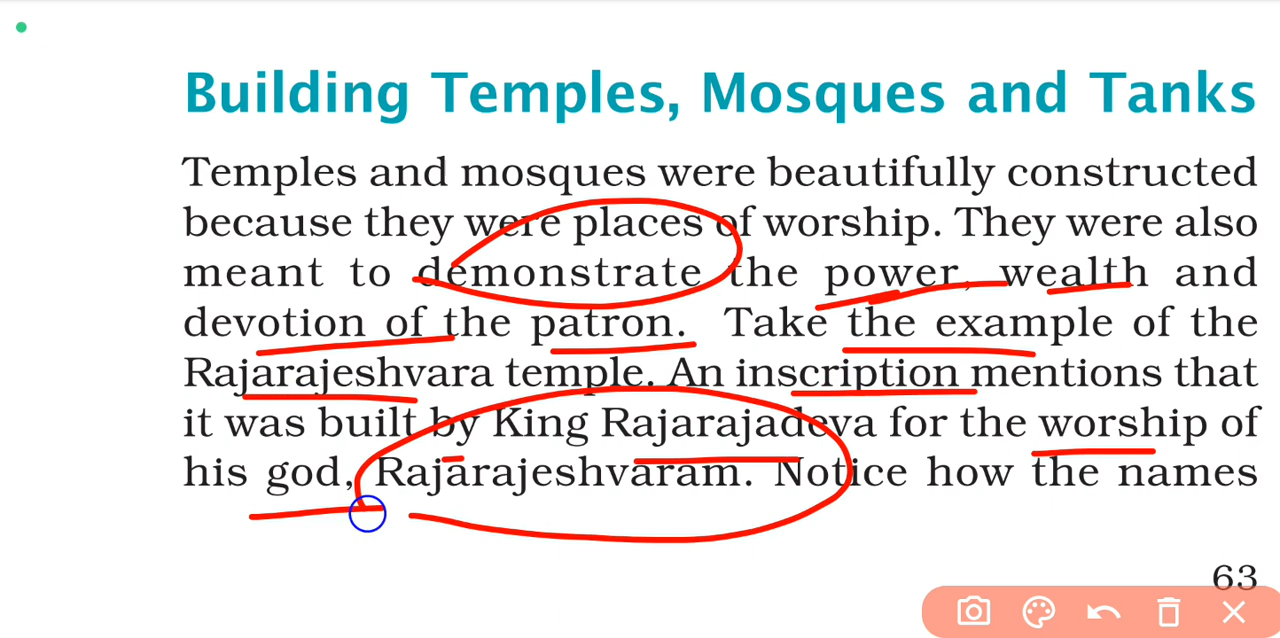 Building Temples, Mosques and Tanks
Temples and mosques were beautifully constructed
because they were places of worship. They were also
meant to demonstrate the power, wealth and
devotion of the patron. Take the example of the
Rajarajeshvara temple. An inscription mentions that
it was built by King Rajarajadeva for the worship of
his god, Rajarajeshvaram. Notice how the names
63